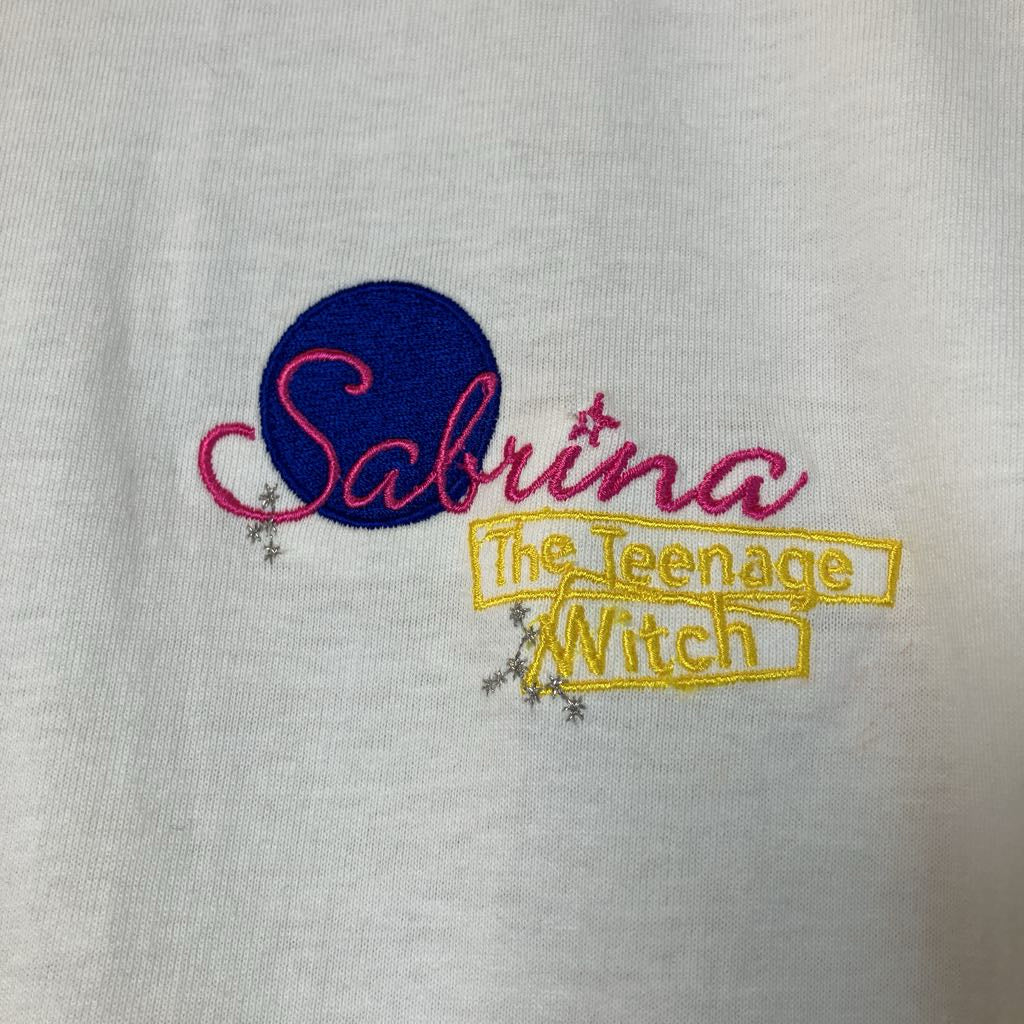 Sabrina
The Teenage
Witch